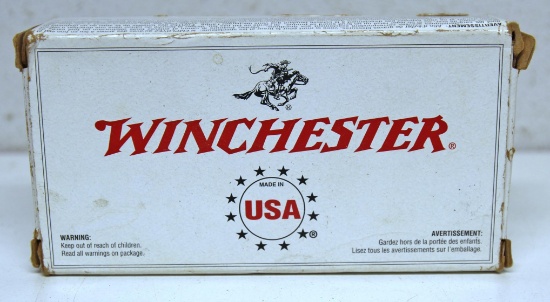 WINCHESTER®
MADE IN
USA
®
WARNING:
Keep out of reach of children.
Read all warnings on package.
AVERTISSEMENT:
Gardez hors de la portée des enfants.
Lisez tous les avertissements sur l'emballage.